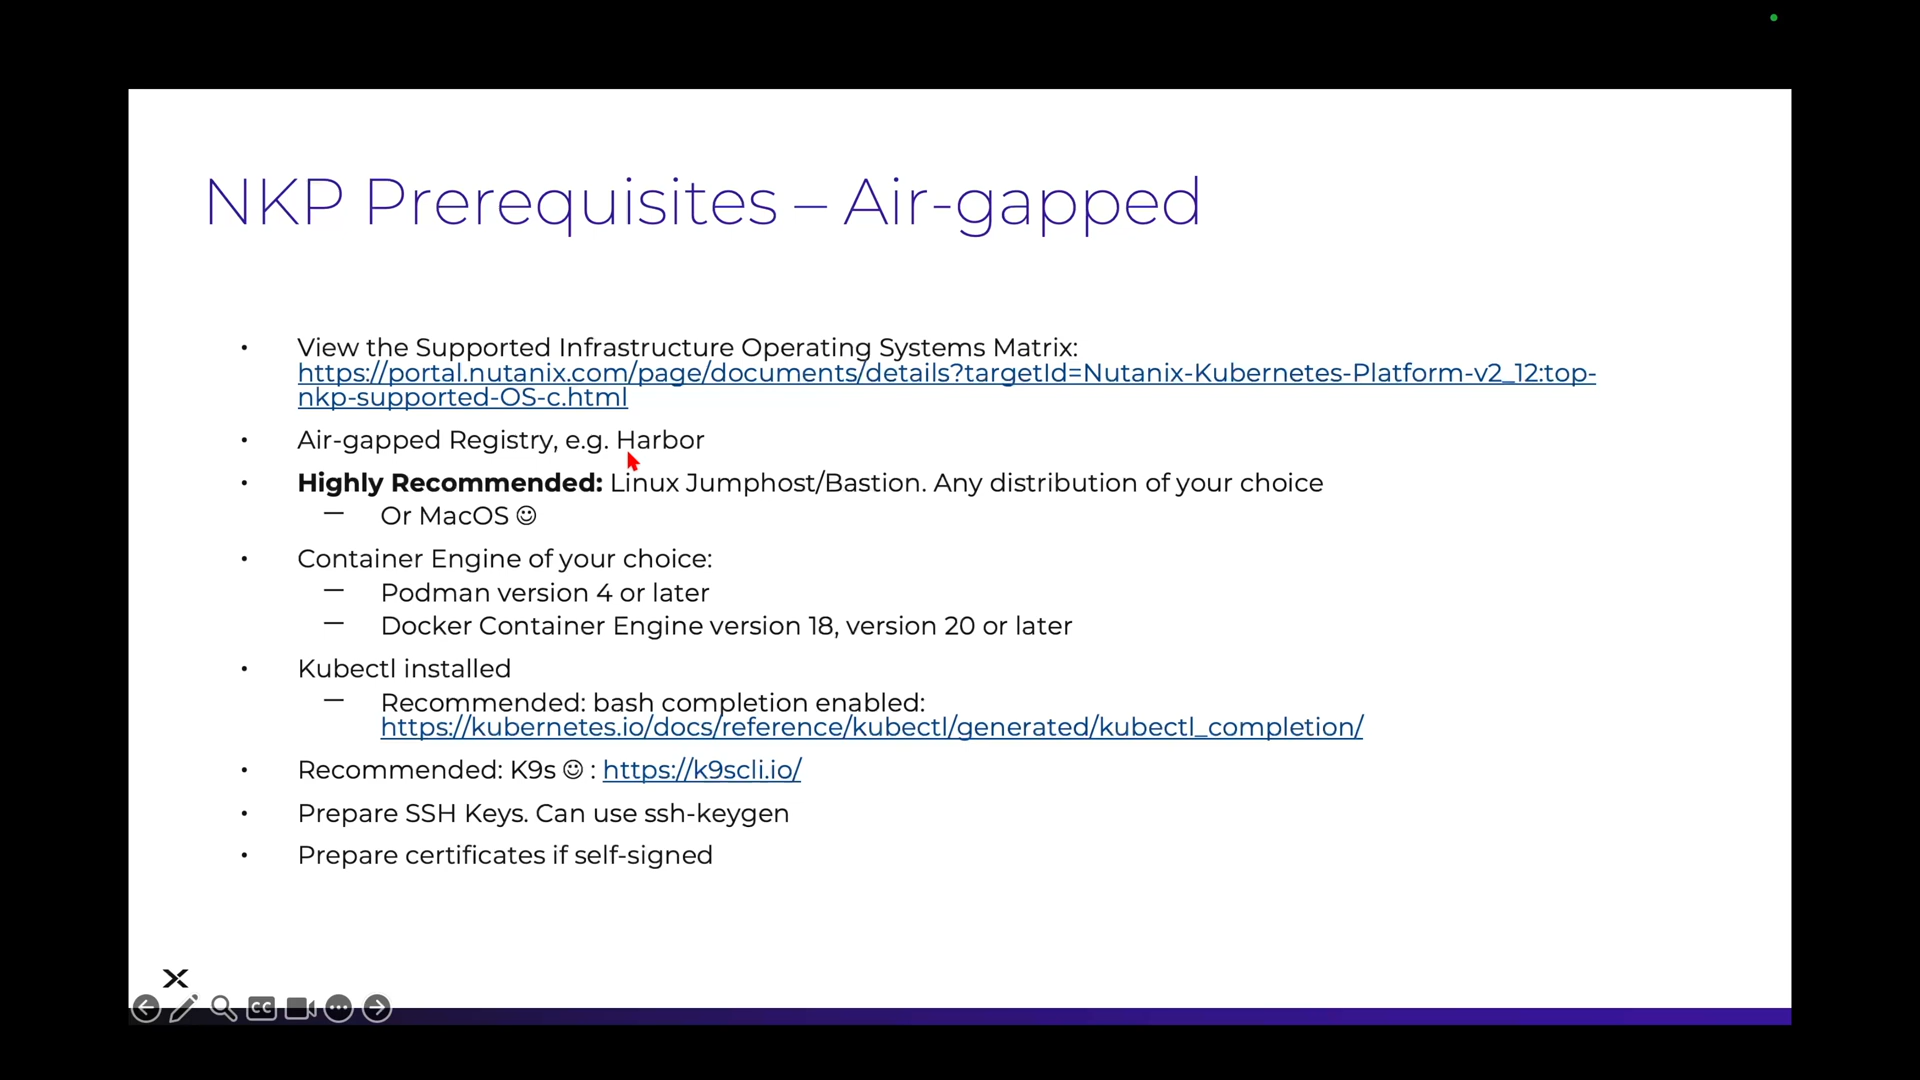 NKP Prerequisites – Air-gapped
• View the Supported Infrastructure Operating Systems Matrix:
https://portal.nutanix.com/page/documents/details?targetId=Nutanix-Kubernetes-Platform-v2_12:top-
nkp-supported-OS-c.html
• Air-gapped Registry, e.g. Harbor
• Highly Recommended: Linux Jumphost/Bastion. Any distribution of your choice
— Or MacOS ☺
• Container Engine of your choice:
— Podman version 4 or later
— Docker Container Engine version 18, version 20 or later
• Kubectl installed
— Recommended: bash completion enabled:
https://kubernetes.io/docs/reference/kubectl/generated/kubectl_completion/
• Recommended: K9s ☺ : https://k9scli.io/
• Prepare SSH Keys. Can use ssh-keygen
• Prepare certificates if self-signed
CC